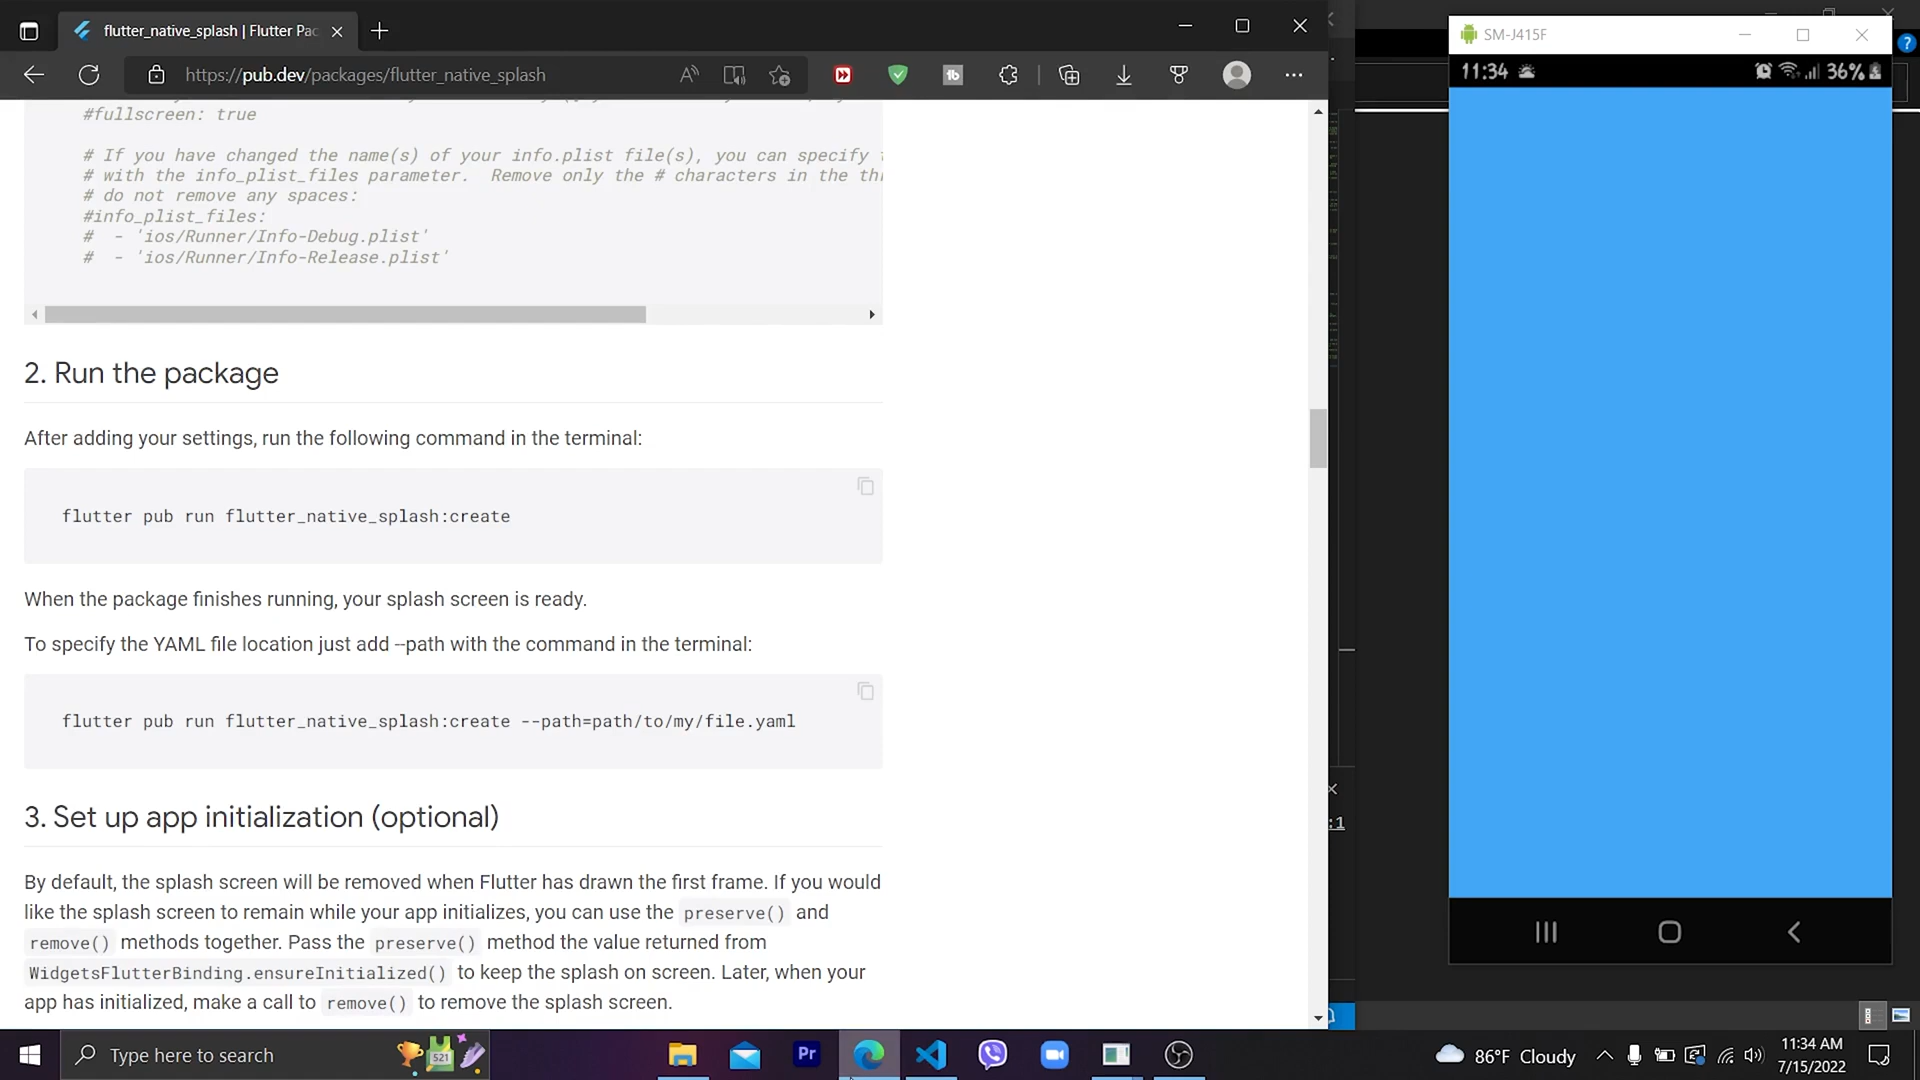 flutter_native_splash | Flutter Pac
https://pub.dev/packages/flutter_native_splash
#fullscreen: true
# If you have changed the name(s) of your info.plist file(s), you can specify
# with the info_plist_files parameter.  Remove only the # characters in the
# do not remove any spaces:
#info_plist_files:
#  - 'ios/Runner/Info-Debug.plist'
#  - 'ios/Runner/Info-Release.plist'
2. Run the package
After adding your settings, run the following command in the terminal:
flutter pub run flutter_native_splash:create
When the package finishes running, your splash screen is ready.
To specify the YAML file location just add --path with the command in the terminal:
flutter pub run flutter_native_splash:create --path=path/to/my/file.yaml
3. Set up app initialization (optional)
By default, the splash screen will be removed when Flutter has drawn the first frame. If you would
like the splash screen to remain while your app initializes, you can use the preserve() and
remove() methods together. Pass the preserve() method the value returned from
WidgetsFlutterBinding.ensureInitialized() to keep the splash on screen. Later, when your
app has initialized, make a call to remove() to remove the splash screen.
:1
SM-J415F
11:34
36%
Type here to search
521
Pr
86°F Cloudy
11:34 AM
7/15/2022